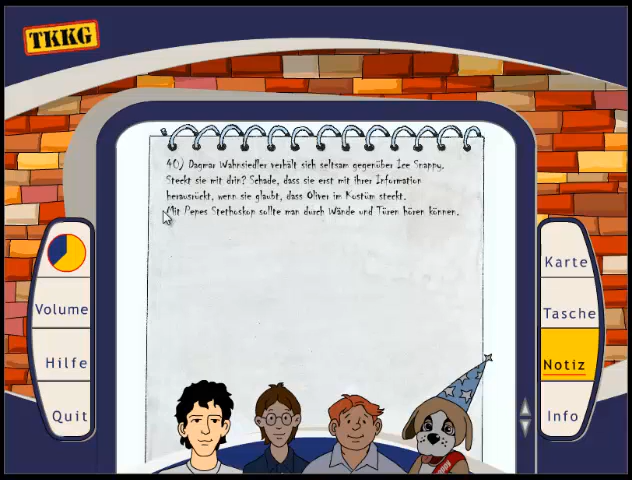 TKKG
40) Dagmar Wahnsiedler verhält sich seltsam gegenüber Ice Snappy.
Steckt sie mit drin? Schade, dass sie erst mit ihrer Information
herausrückt, wenn sie glaubt, dass Oliver im Kostüm steckt.
Mit Pepes Stethoskop sollte man durch Wände und Türen hören können.
Volume
Hilfe
Quit
Karte
Tasche
Notiz
Info